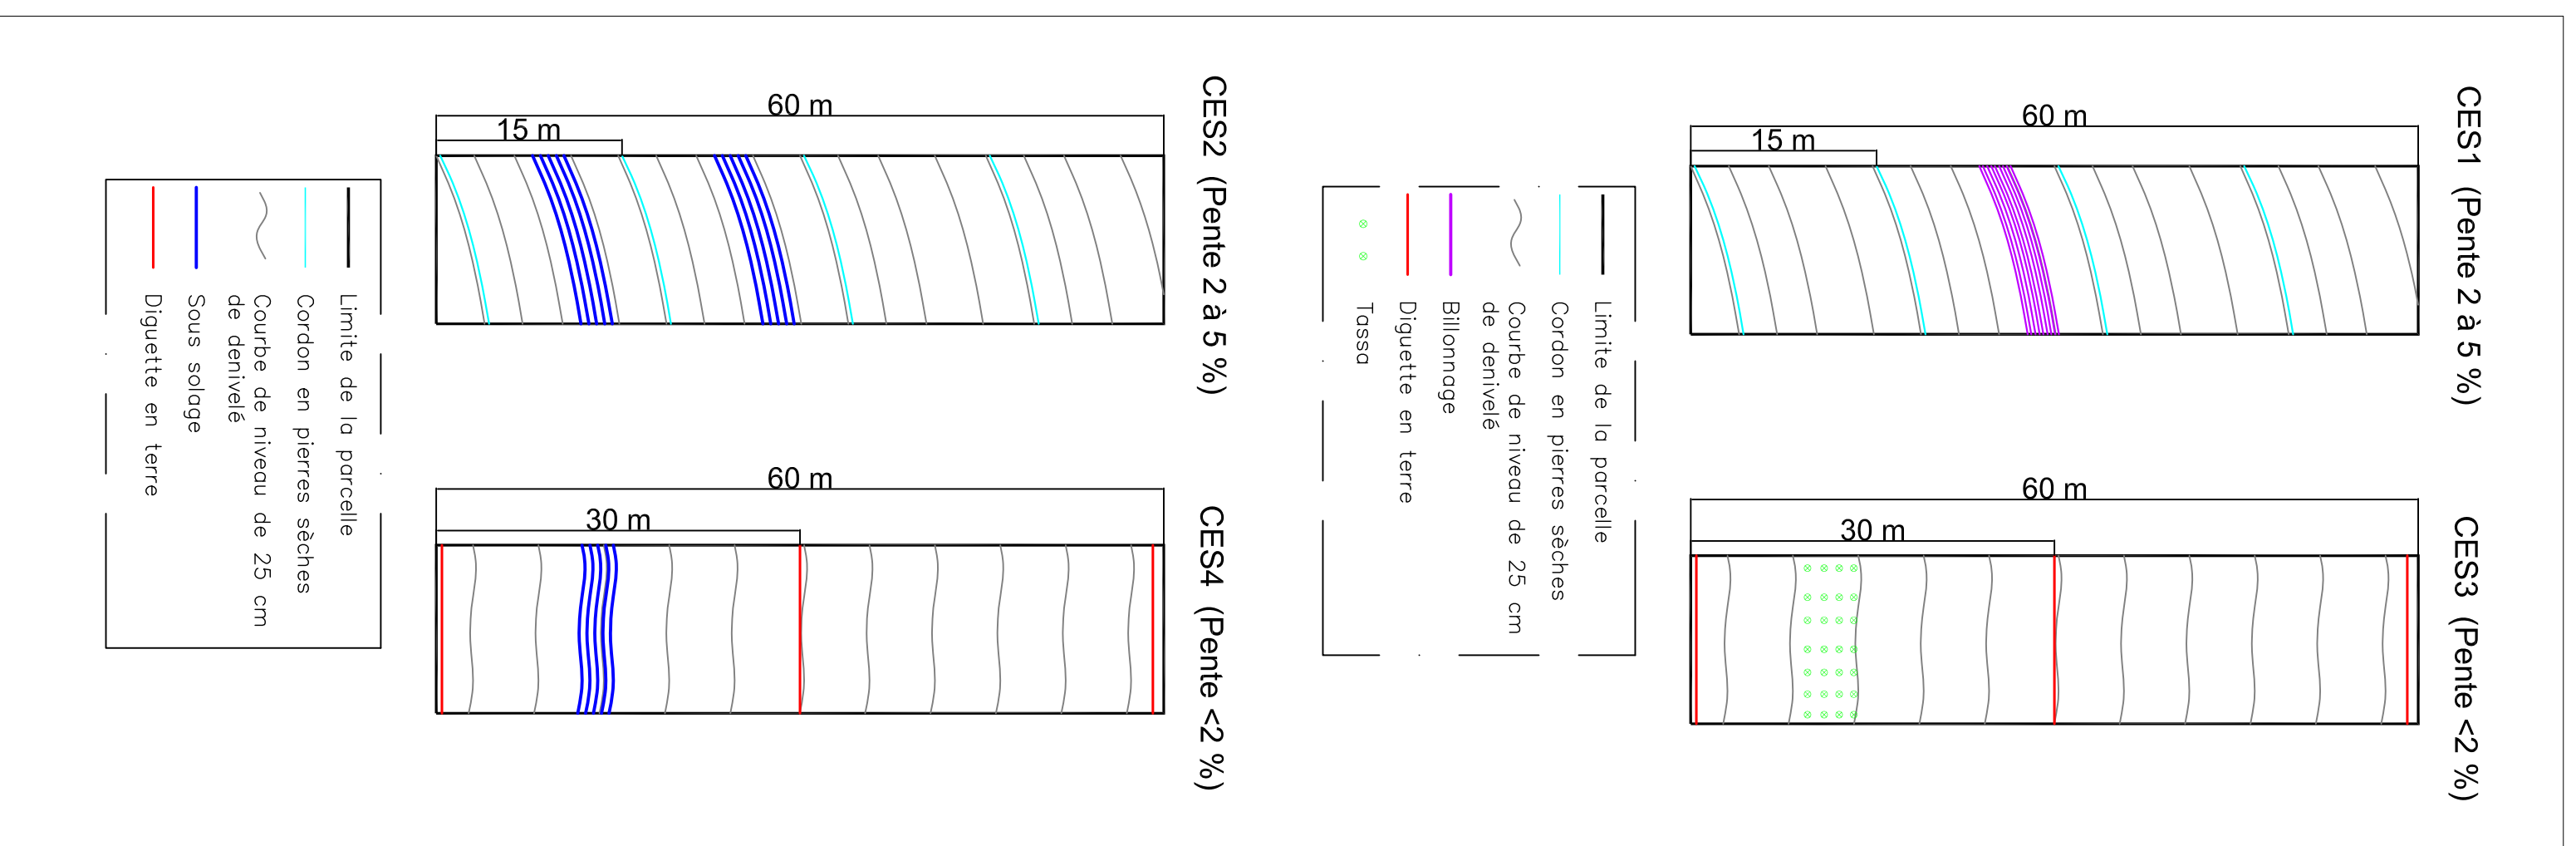 CES1 (Pente 2 à 5 %)
60 m
15 m
CES3 (Pente <2 %)
60 m
30 m
Limite de la parcelle
Cordon en pierres sèches
Courbe de niveau de 25 cm
de denivelé
Billonnage
Diguette en terre
Tassa
CES2 (Pente 2 à 5 %)
60 m
15 m
CES4 (Pente <2 %)
60 m
30 m
Limite de la parcelle
Cordon en pierres sèches
Courbe de niveau de 25 cm
de denivelé
Sous solage
Diguette en terre